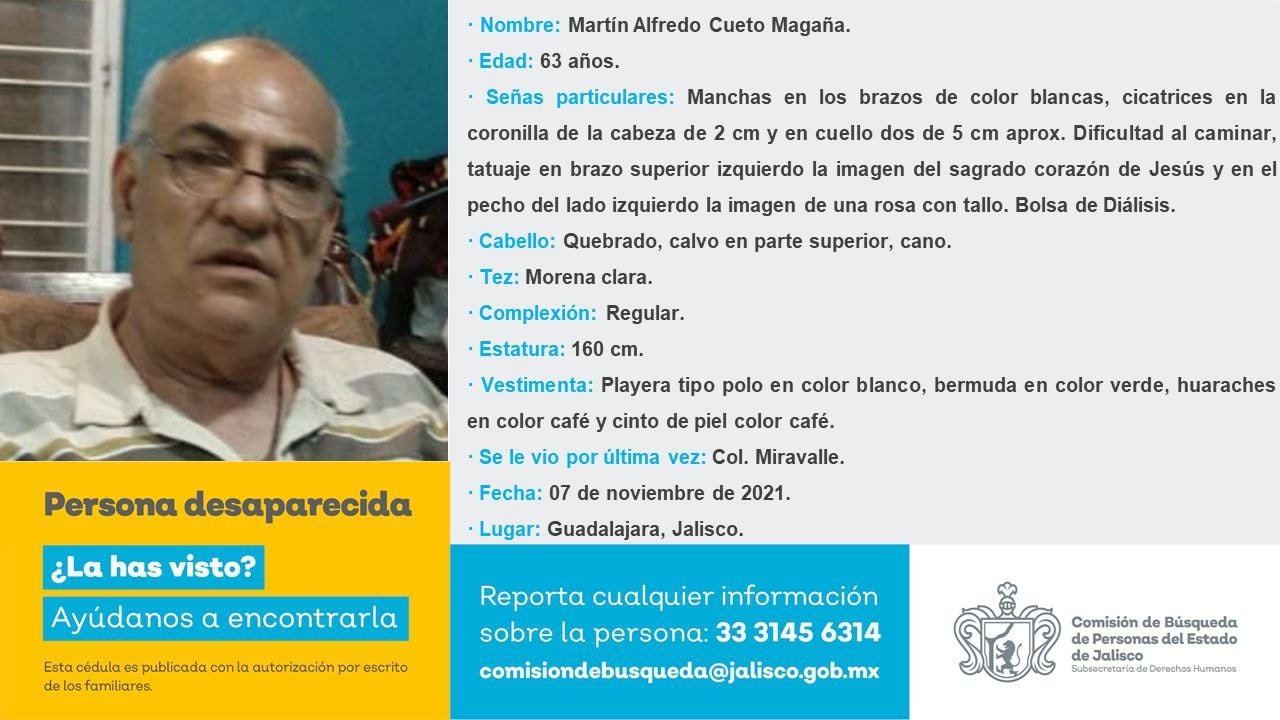 · Nombre: Martín Alfredo Cueto Magaña.
· Edad: 63 años.
· Señas particulares: Manchas en los brazos de color blancas, cicatrices en la
coronilla de la cabeza de 2 cm y en cuello dos de 5 cm aprox. Dificultad al caminar,
tatuaje en brazo superior izquierdo la imagen del sagrado corazón de Jesús y en el
pecho del lado izquierdo la imagen de una rosa con tallo. Bolsa de Diálisis.
· Cabello: Quebrado, calvo en parte superior, cano.
· Tez: Morena clara.
· Complexión: Regular.
· Estatura: 160 cm.
· Vestimenta: Playera tipo polo en color blanco, bermuda en color verde, huaraches
en color café y cinto de piel color café.
· Se le vio por última vez: Col. Miravalle.
· Fecha: 07 de noviembre de 2021.
· Lugar: Guadalajara, Jalisco.
Persona desaparecida
¿La has visto?
Ayúdanos a encontrarla
Esta cédula es publicada con la autorización por escrito
de los familiares.
Reporta cualquier información
sobre la persona: 33 3145 6314
comisiondebusqueda@jalisco.gob.mx
Comisión de Búsqueda
de Personas del Estado
de Jalisco
Subsecretaría de Derechos Humanos